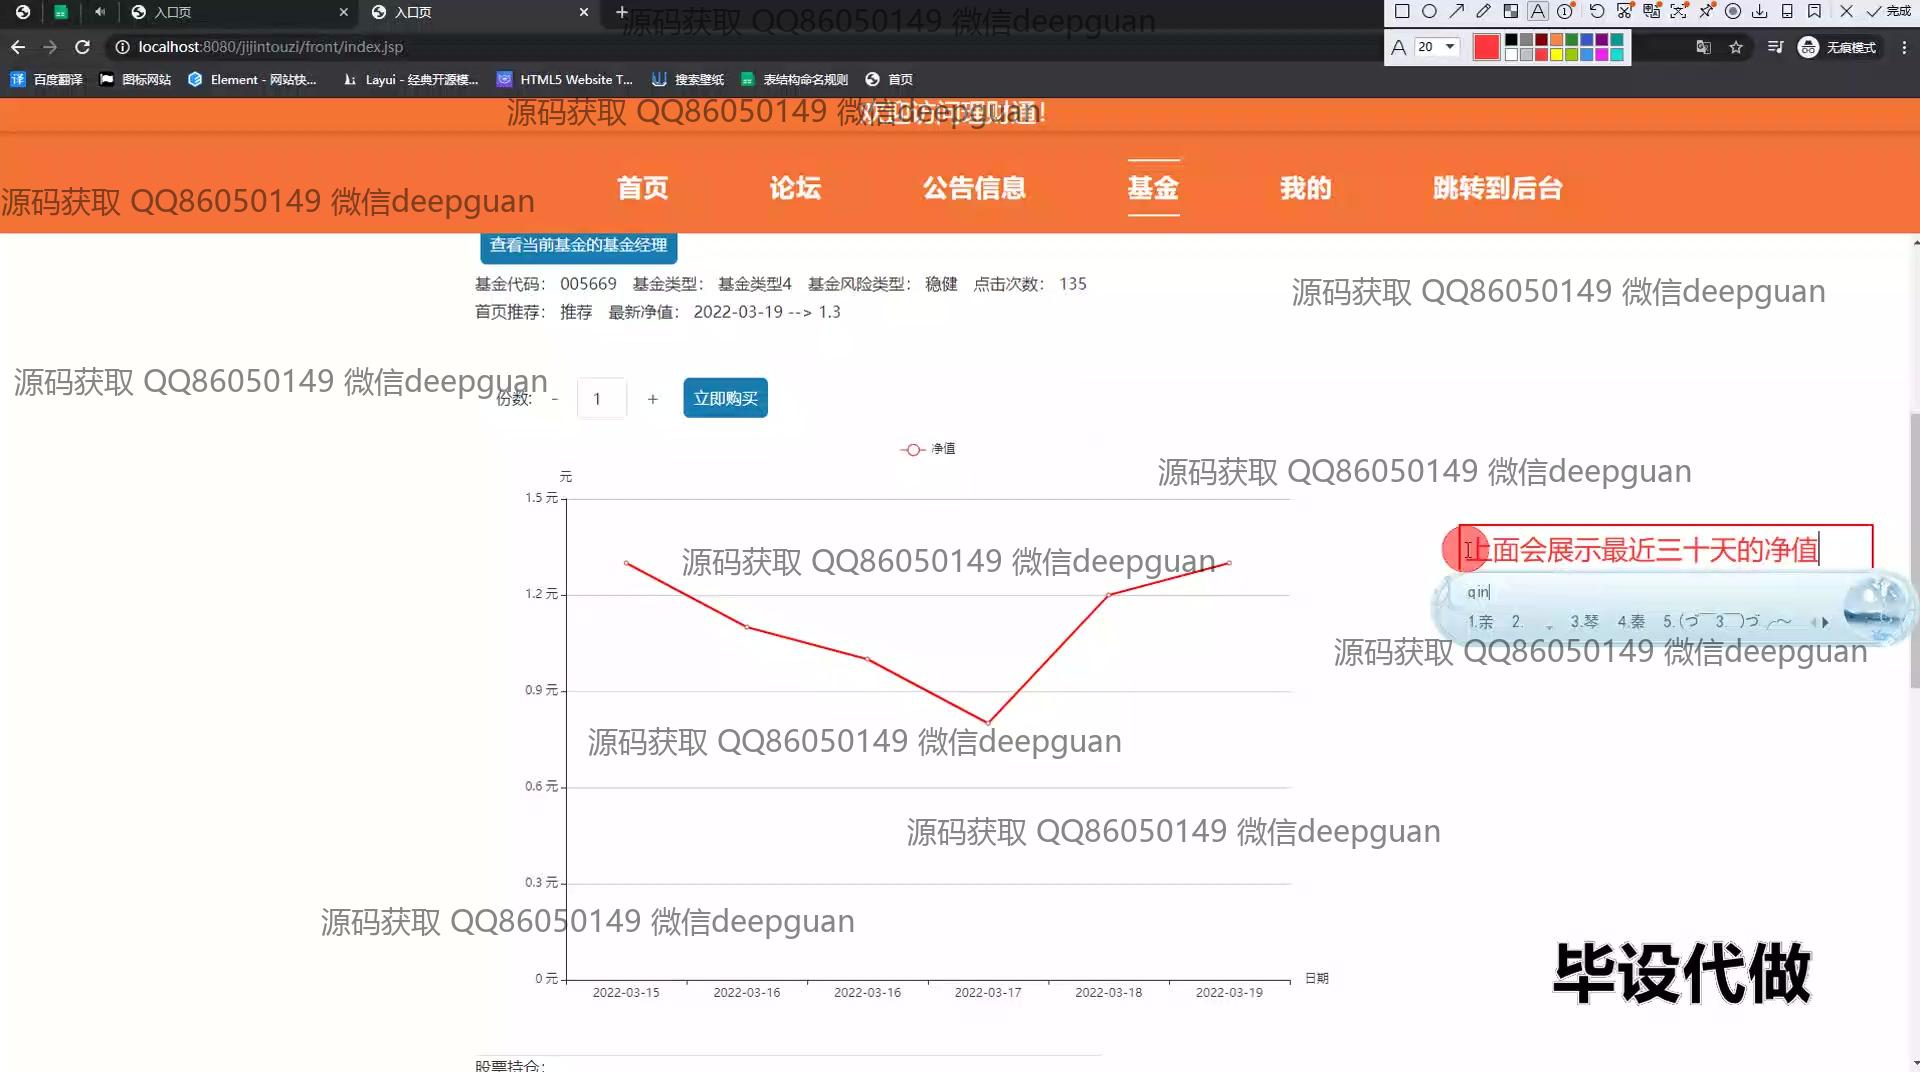 入口页
入口页
完成
localhost:8080/jijintouzi/front/index.jsp
A 20
无痕模式
百度翻译 图标网站 Element - 网站快... Layui - 经典开源模... HTML5 Website T... 搜索壁纸 表结构命名规则 首页
源码获取 QQ86050149 微信deepguan
源码获取 QQ86050149 微信deepguan
欢迎访问理财通!
首页 论坛 公告信息 基金 我的 跳转到后台
源码获取 QQ86050149 微信deepguan
查看当前基金的基金经理
基金代码: 005669 基金类型: 基金类型4 基金风险类型: 稳健 点击次数: 135
源码获取 QQ86050149 微信deepguan
首页推荐: 推荐 最新净值: 2022-03-19 --> 1.3
源码获取 QQ86050149 微信deepguan
份数: - 1 + 立即购买
净值
源码获取 QQ86050149 微信deepguan
元
1.5 元
上面会展示最近三十天的净值
源码获取 QQ86050149 微信deepguan
1.2 元
qin
1.亲 2. 3.琴 4.秦 5.(づ ̄3 ̄)づ╭~
源码获取 QQ86050149 微信deepguan
0.9 元
源码获取 QQ86050149 微信deepguan
0.6 元
源码获取 QQ86050149 微信deepguan
0.3 元
源码获取 QQ86050149 微信deepguan
0 元
日期
2022-03-15 2022-03-16 2022-03-16 2022-03-17 2022-03-18 2022-03-19
毕设代做
股票持仓: